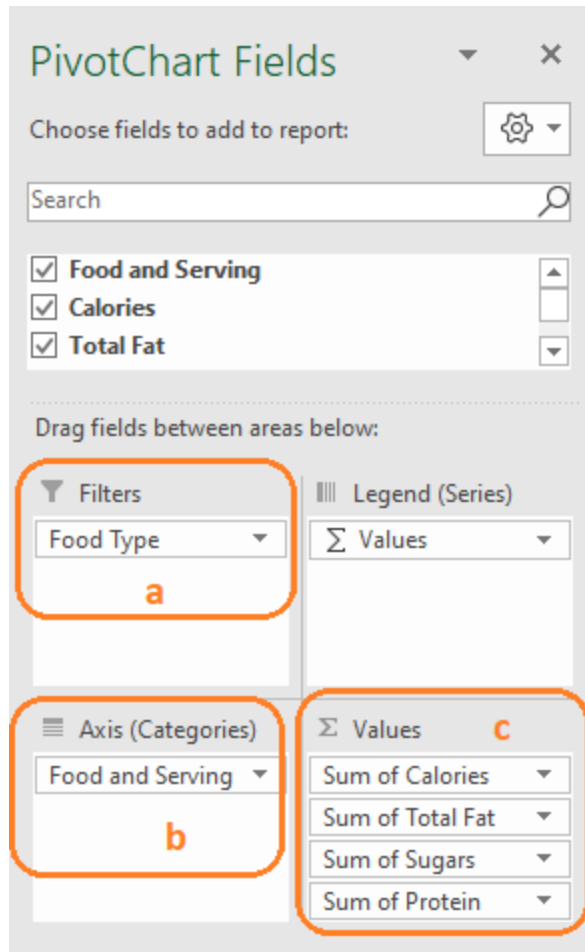 PivotChart Fields
Choose fields to add to report:
Search
Food and Serving
Calories
Total Fat
Drag fields between areas below:
Filters
Legend (Series)
Food Type
Σ Values
a
Axis (Categories)
Σ Values
c
Food and Serving
Sum of Calories
Sum of Total Fat
b
Sum of Sugars
Sum of Protein